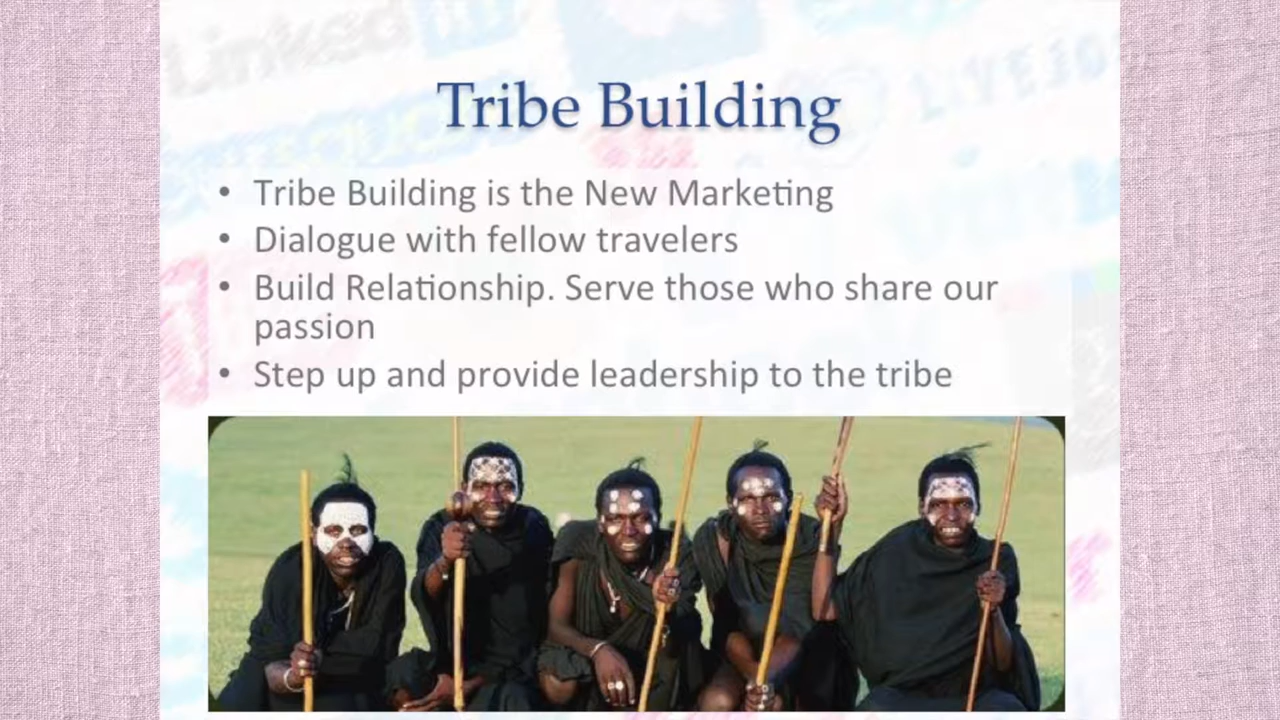 Tribe Building
• Tribe Building is the New Marketing
• Dialogue with fellow travelers
• Build Relationship. Serve those who share our
passion
• Step up and provide leadership to the tribe